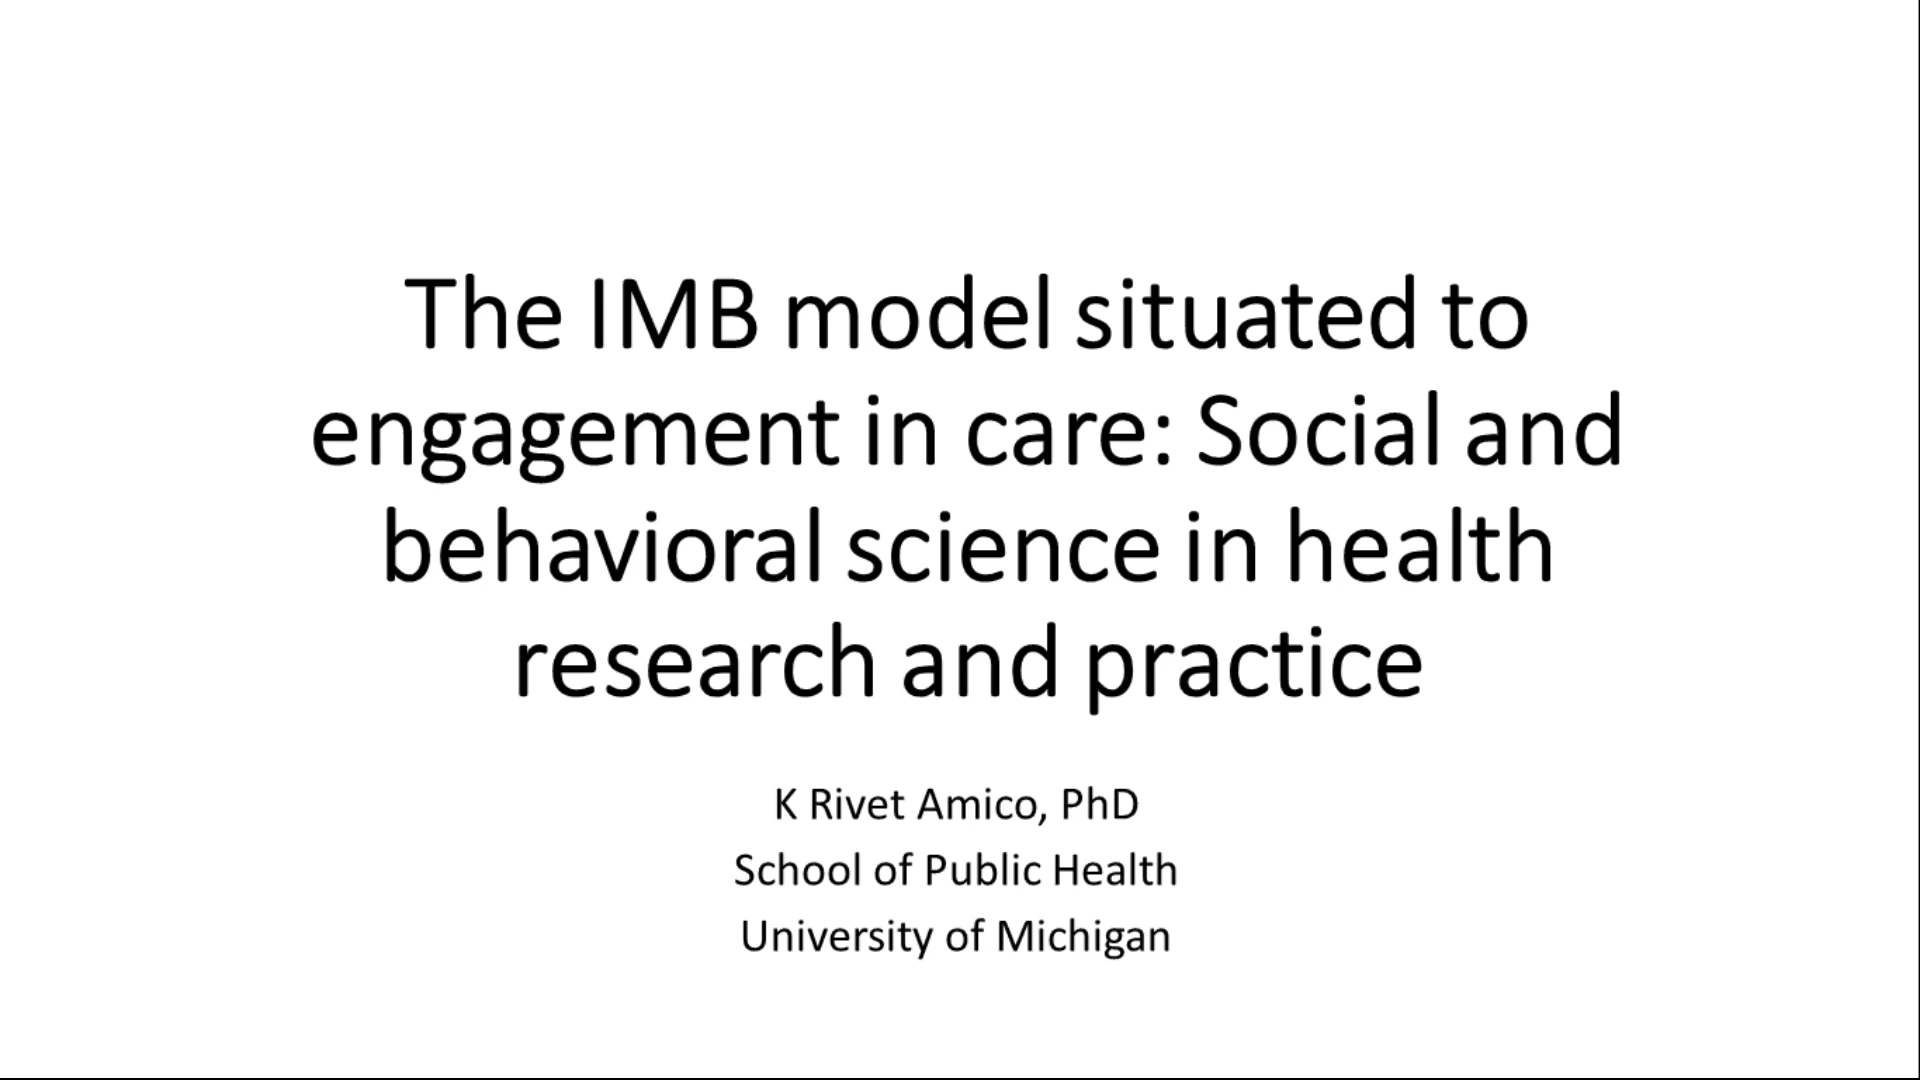 The IMB model situated to
engagement in care: Social and
behavioral science in health
research and practice
K Rivet Amico, PhD
School of Public Health
University of Michigan